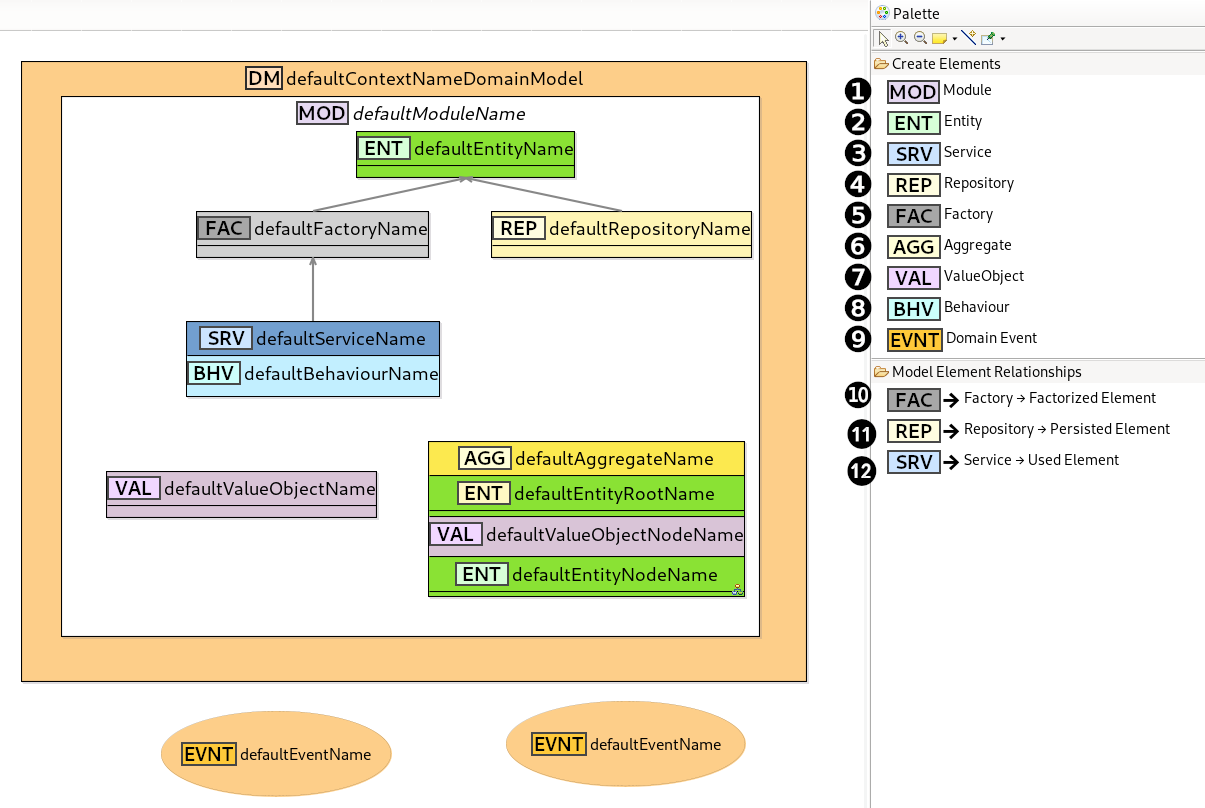 Palette
Create Elements
1 MOD Module
2 ENT Entity
3 SRV Service
4 REP Repository
5 FAC Factory
6 AGG Aggregate
7 VAL ValueObject
8 BHV Behaviour
9 EVNT Domain Event
Model Element Relationships
10 FAC → Factory → Factorized Element
11 REP → Repository → Persisted Element
12 SRV → Service → Used Element
DM defaultContextNameDomainModel
MOD defaultModuleName
ENT defaultEntityName
FAC defaultFactoryName
REP defaultRepositoryName
SRV defaultServiceName
BHV defaultBehaviourName
VAL defaultValueObjectName
AGG defaultAggregateName
ENT defaultEntityRootName
VAL defaultValueObjectNodeName
ENT defaultEntityNodeName
EVNT defaultEventName
EVNT defaultEventName